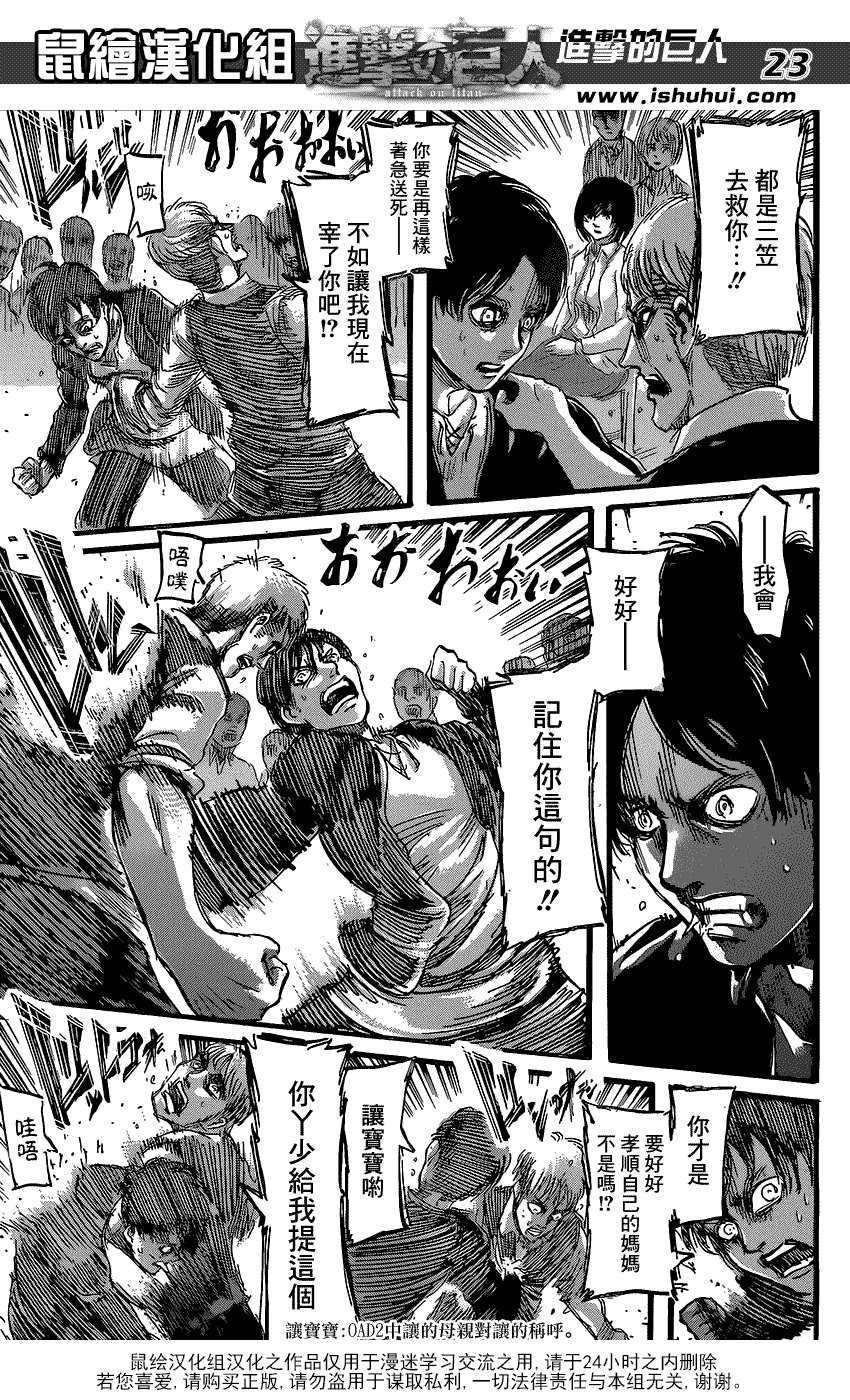 鼠繪漢化組
進撃の巨人
attack on titan
進擊的巨人
www.ishuhui.com
23
都是三笠
去救你…!!
你要是再這樣
著急送死——
不如讓我現在
宰了你吧!?
おおおおい
咴
——我會
好好——
記住你這句的!!
おおおおい
唔
噗
你才是
要好好
孝順自己的媽媽
不是嗎!?
讓寶寶喲
你丫少給我提這個
哇
唔
讓寶寶:OAD2中讓的母親對讓的稱呼。
鼠绘汉化组汉化之作品仅用于漫迷学习交流之用,请于24小时之内删除
若您喜爱,请购买正版,请勿盗用于谋取私利,一切法律责任与本组无关,谢谢。